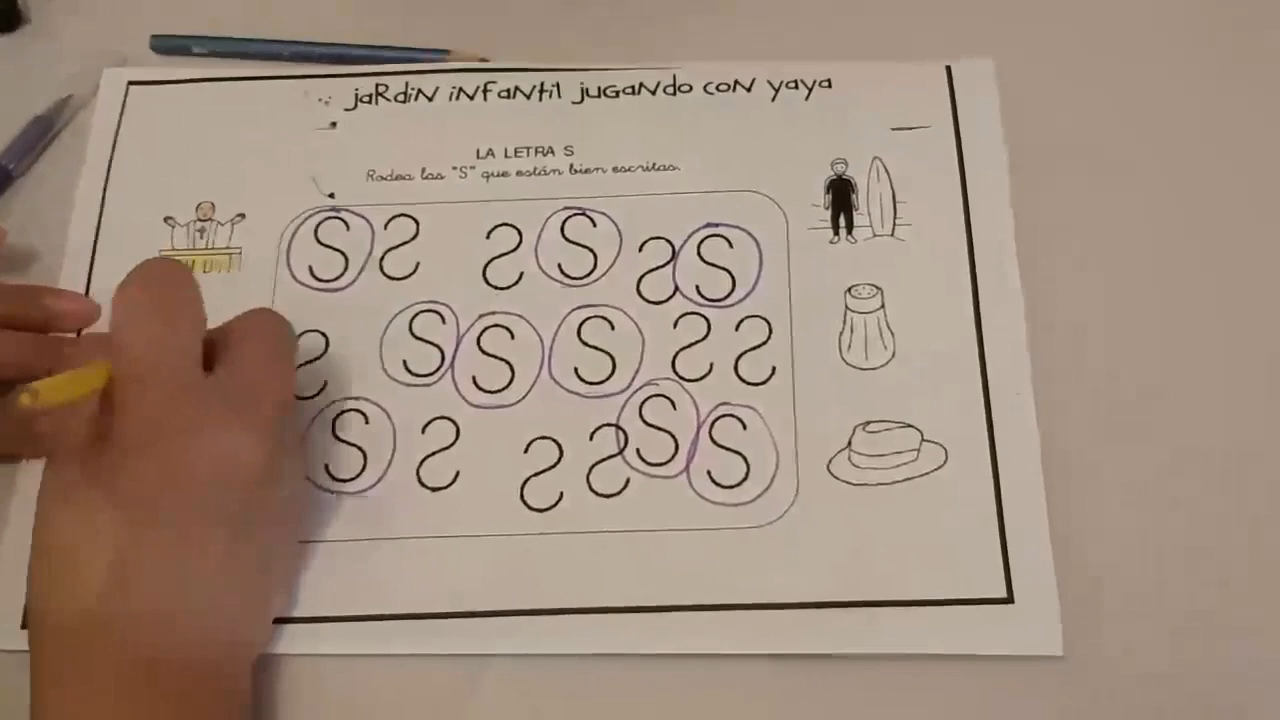 jaRdiN iNfaNtil juGaNdo coN yaya
LA LETRA S
Rodea las "S" que están bien escritas.
S S S S S S
S S S S S S
S S S S S S